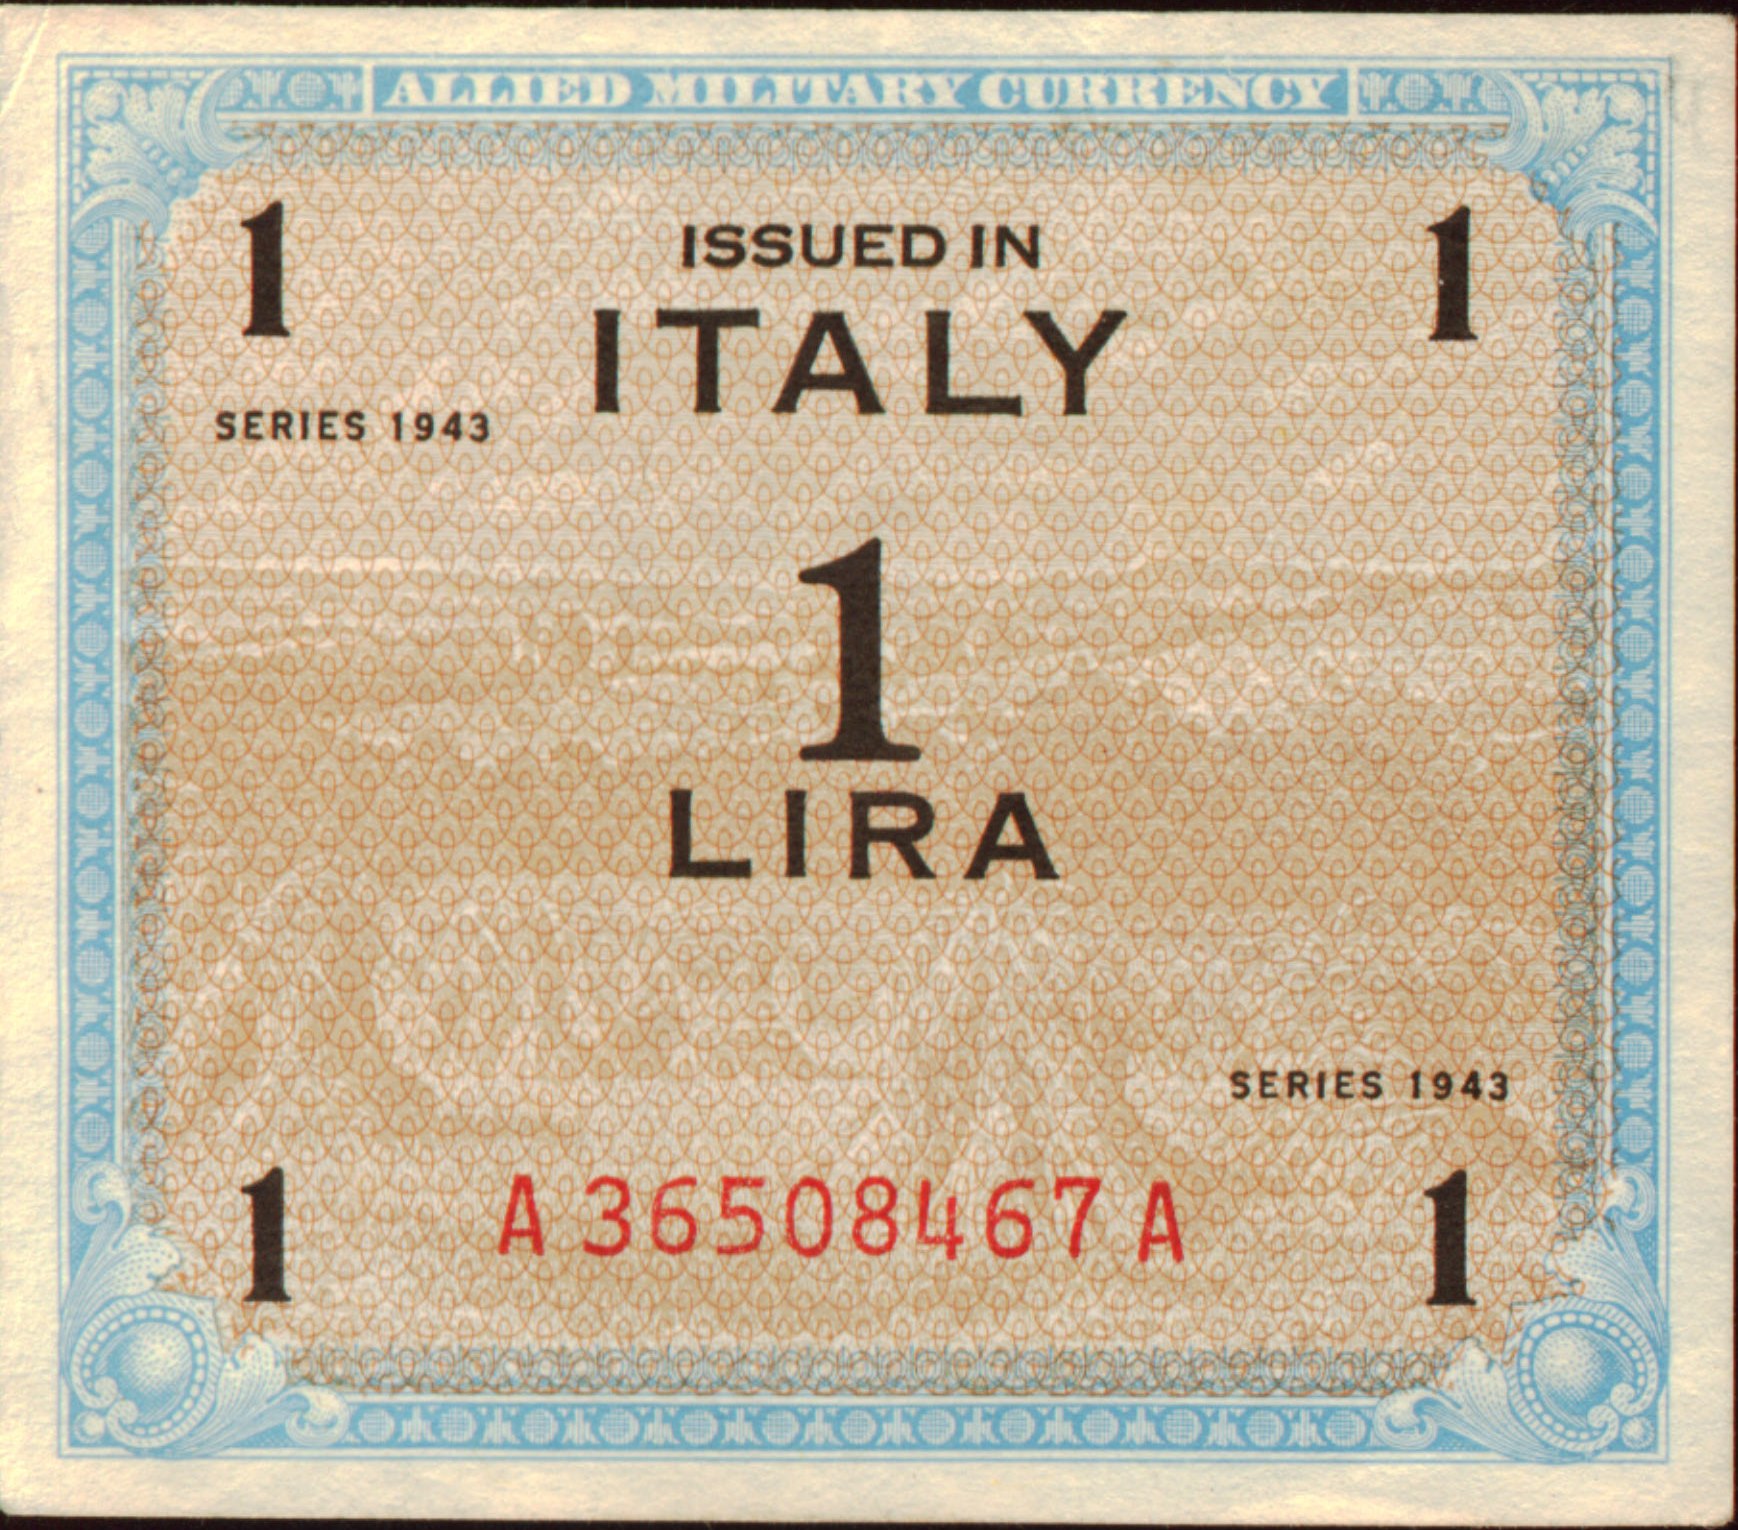 ALLIED MILITARY CURRENCY
1 ISSUED IN 1
ITALY
SERIES 1943
1
LIRA
SERIES 1943
1 A36508467A 1